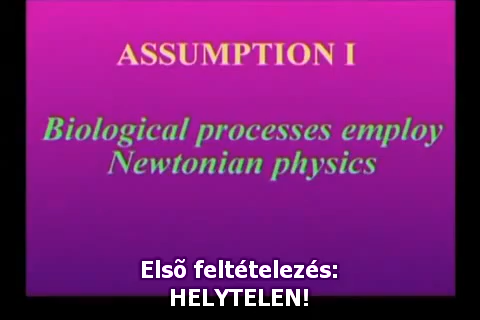 ASSUMPTION I
Biological processes employ
Newtonian physics
Elsõ feltételezés:
HELYTELEN!